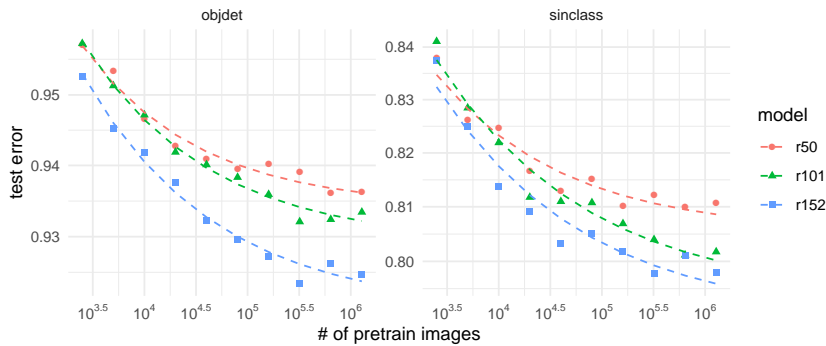 objdet
sinclass
test error
0.95
0.94
0.93
0.84
0.83
0.82
0.81
0.80
10^3.5 10^4 10^4.5 10^5 10^5.5 10^6
10^3.5 10^4 10^4.5 10^5 10^5.5 10^6
# of pretrain images
model
r50
r101
r152